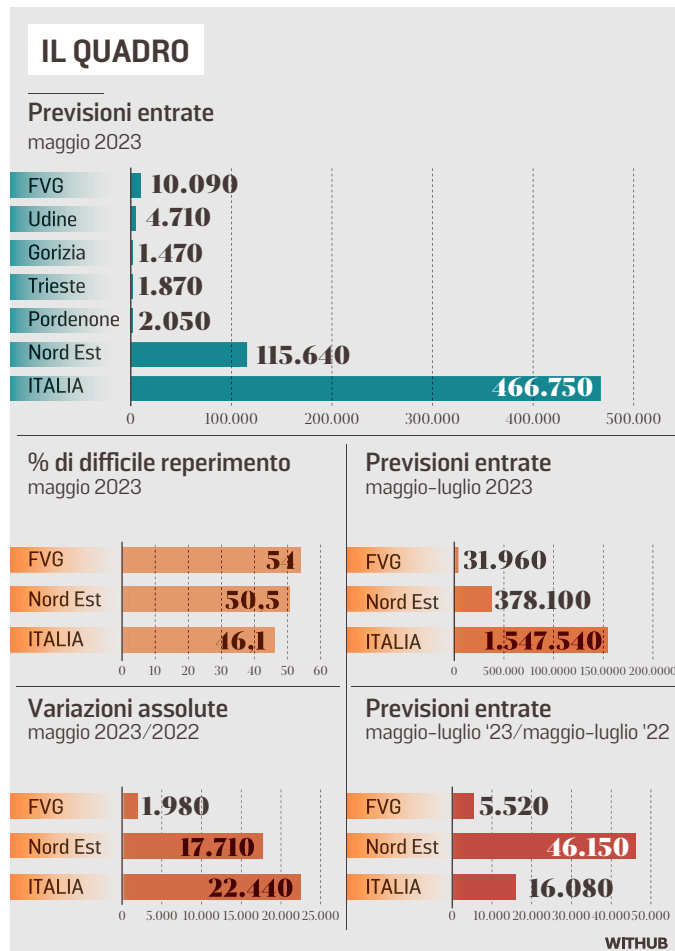 IL QUADRO
Previsioni entrate
maggio 2023
FVG 10.090
Udine 4.710
Gorizia 1.470
Trieste 1.870
Pordenone 2.050
Nord Est 115.640
ITALIA 466.750
0 100.000 200.000 300.000 400.000 500.000
% di difficile reperimento
maggio 2023
FVG 54
Nord Est 50,5
ITALIA 46,1
0 10 20 30 40 50 60
Previsioni entrate
maggio-luglio 2023
FVG 31.960
Nord Est 378.100
ITALIA 1.547.540
0 500.000 100.0000 150.0000 200.0000
Variazioni assolute
maggio 2023/2022
FVG 1.980
Nord Est 17.710
ITALIA 22.440
0 5.000 10.000 15.000 20.000 25.000
Previsioni entrate
maggio-luglio '23/maggio-luglio '22
FVG 5.520
Nord Est 46.150
ITALIA 16.080
0 10.000 20.000 30.000 40.000 50.000
WITHUB